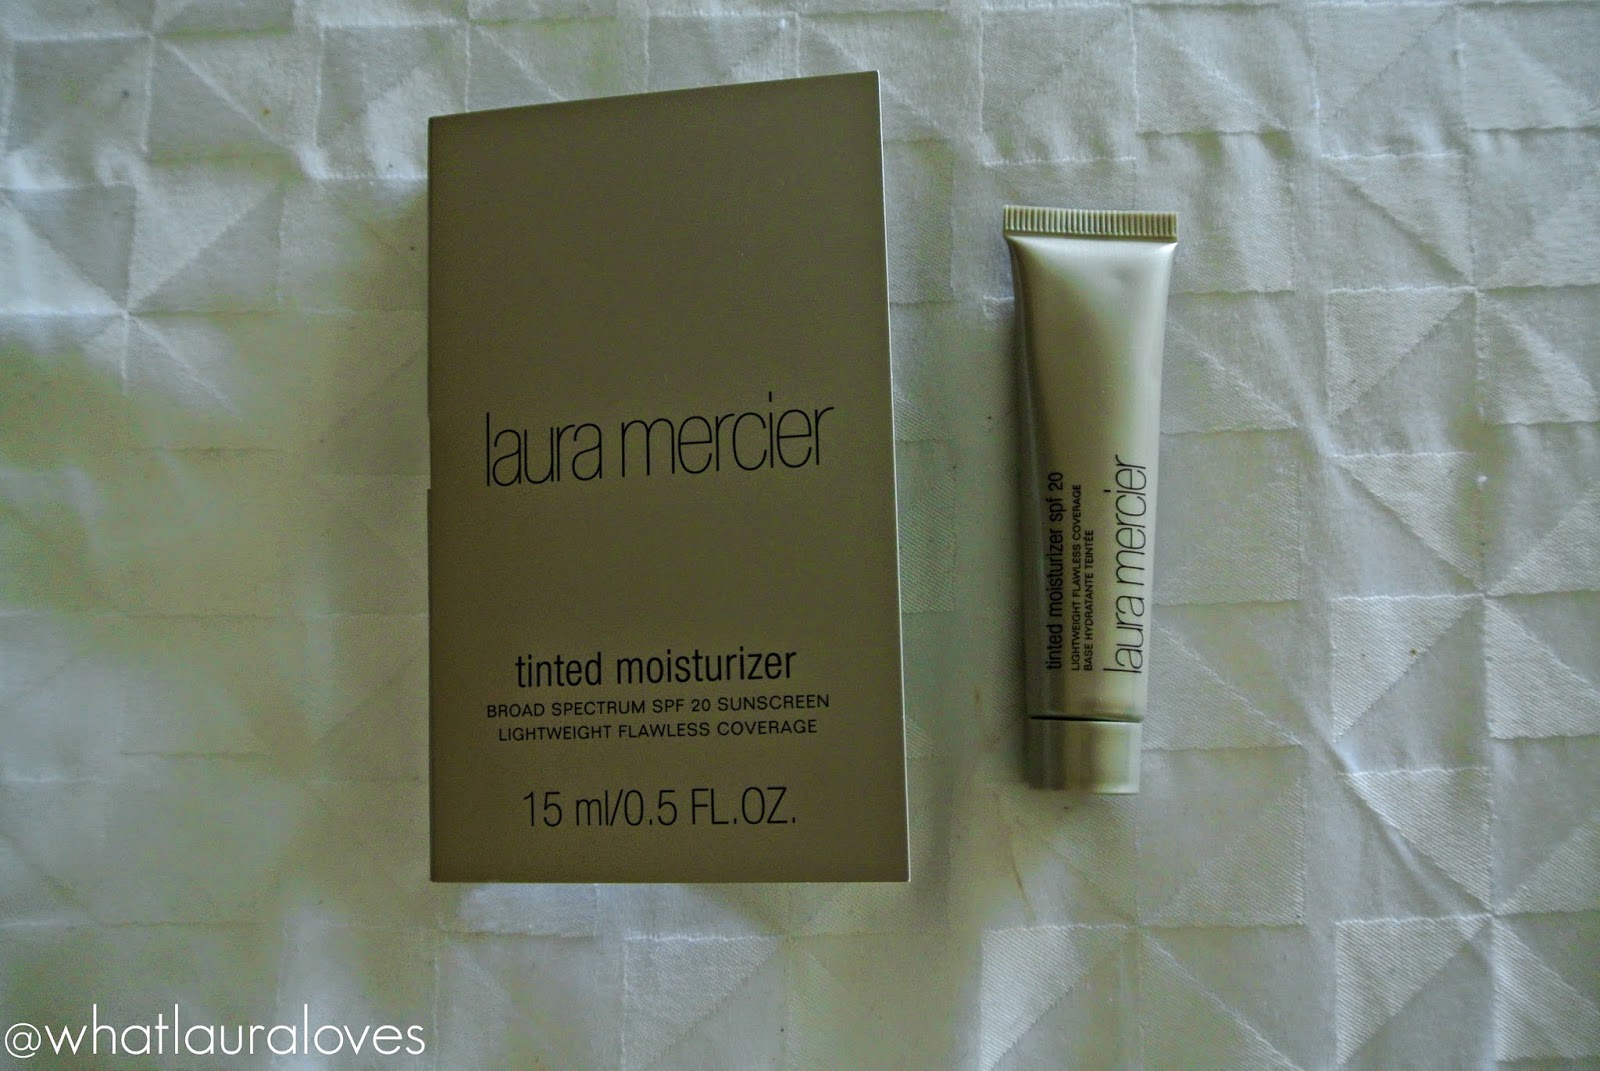 laura mercier
tinted moisturizer
BROAD SPECTRUM SPF 20 SUNSCREEN
LIGHTWEIGHT FLAWLESS COVERAGE
15 ml/0.5 FL.OZ.
tinted moisturizer spf 20
LIGHTWEIGHT FLAWLESS COVERAGE
BASE HYDRATANTE TEINTÉE
laura mercier
@whatlauraloves